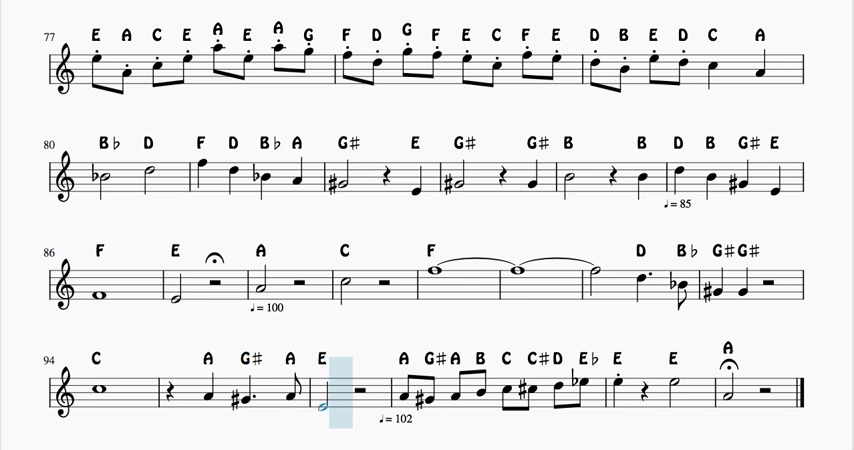 77 E A C E A E A G F D G F E C F E D B E D C A
80 B♭ D F D B♭ A G♯ E G♯ G♯ B B D B G♯ E
♩ = 85
86 F E A C F D B♭ G♯ G♯
♩ = 100
94 C A G♯ A E A G♯ A B C C♯ D E♭ E E A
♩ = 102